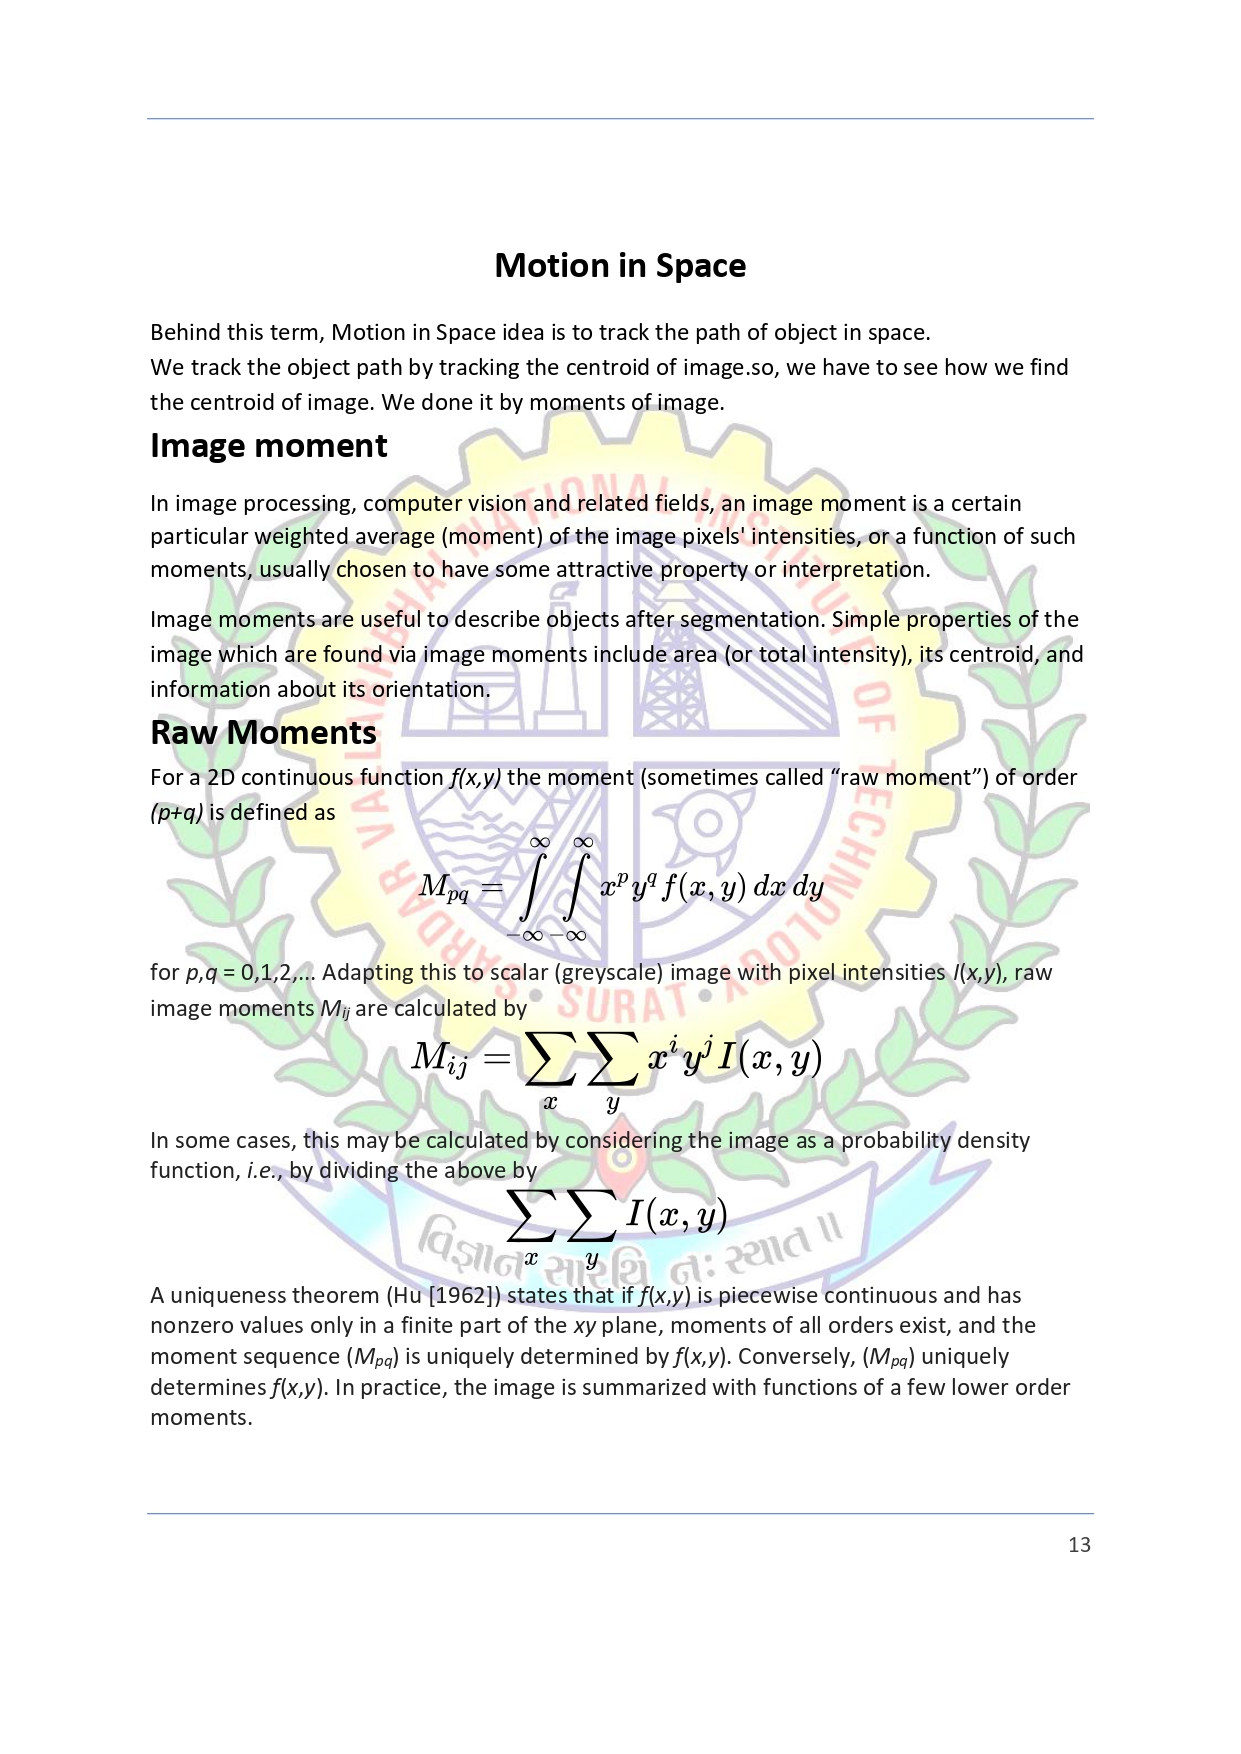 Motion in Space
Behind this term, Motion in Space idea is to track the path of object in space.
We track the object path by tracking the centroid of image.so, we have to see how we find
the centroid of image. We done it by moments of image.
Image moment
In image processing, computer vision and related fields, an image moment is a certain
particular weighted average (moment) of the image pixels' intensities, or a function of such
moments, usually chosen to have some attractive property or interpretation.
Image moments are useful to describe objects after segmentation. Simple properties of the
image which are found via image moments include area (or total intensity), its centroid, and
information about its orientation.
Raw Moments
For a 2D continuous function f(x,y) the moment (sometimes called “raw moment”) of order
(p+q) is defined as
M_{pq} = \int_{-∞}^{∞} \int_{-∞}^{∞} x^p y^q f(x, y) dx dy
for p,q = 0,1,2,... Adapting this to scalar (greyscale) image with pixel intensities I(x,y), raw
image moments M_{ij} are calculated by
M_{ij} = \sum_x \sum_y x^i y^j I(x, y)
In some cases, this may be calculated by considering the image as a probability density
function, i.e., by dividing the above by
\sum_x \sum_y I(x, y)
A uniqueness theorem (Hu [1962]) states that if f(x,y) is piecewise continuous and has
nonzero values only in a finite part of the xy plane, moments of all orders exist, and the
moment sequence (M_{pq}) is uniquely determined by f(x,y). Conversely, (M_{pq}) uniquely
determines f(x,y). In practice, the image is summarized with functions of a few lower order
moments.
13
SARDAR VALLABHBHAI NATIONAL INSTITUTE OF TECHNOLOGY
• SURAT •
विज्ञान सारथि नः स्यात ॥